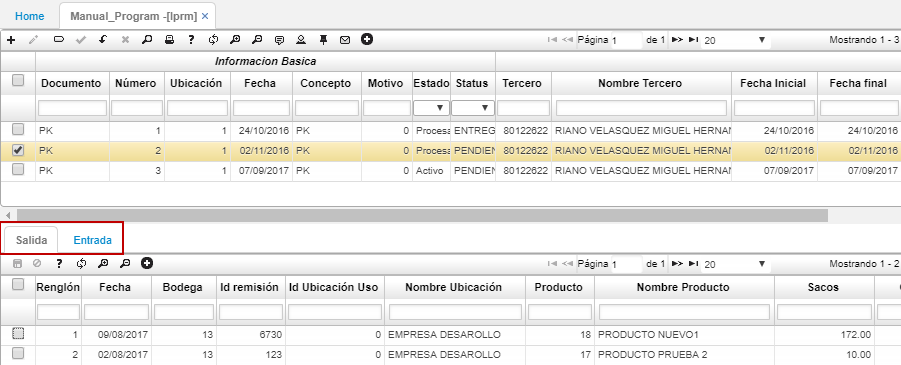 Home Manual_Program -[lprm] ×
? Página 1 de 1 20 Mostrando 1 - 3
Informacion Basica
Documento Número Ubicación Fecha Concepto Motivo Estado Status Tercero Nombre Tercero Fecha Inicial Fecha final
PK 1 1 24/10/2016 PK 0 Procesa ENTREG 80122622 RIANO VELASQUEZ MIGUEL HERNAN 24/10/2016 24/10/2016
PK 2 1 02/11/2016 PK 0 Procesa PENDIEN 80122622 RIANO VELASQUEZ MIGUEL HERNAN 02/11/2016 02/11/2016
PK 3 1 07/09/2017 PK 0 Activo PENDIEN 80122622 RIANO VELASQUEZ MIGUEL HERNAN 07/09/2017 07/09/2017
Salida Entrada
? Página 1 de 1 20 Mostrando 1 - 2
Renglón Fecha Bodega Id remisión Id Ubicación Uso Nombre Ubicación Producto Nombre Producto Sacos
1 09/08/2017 13 6730 0 EMPRESA DESAROLLO 18 PRODUCTO NUEVO1 172.00
2 02/08/2017 13 123 0 EMPRESA DESAROLLO 17 PRODUCTO PRUEBA 2 10.00